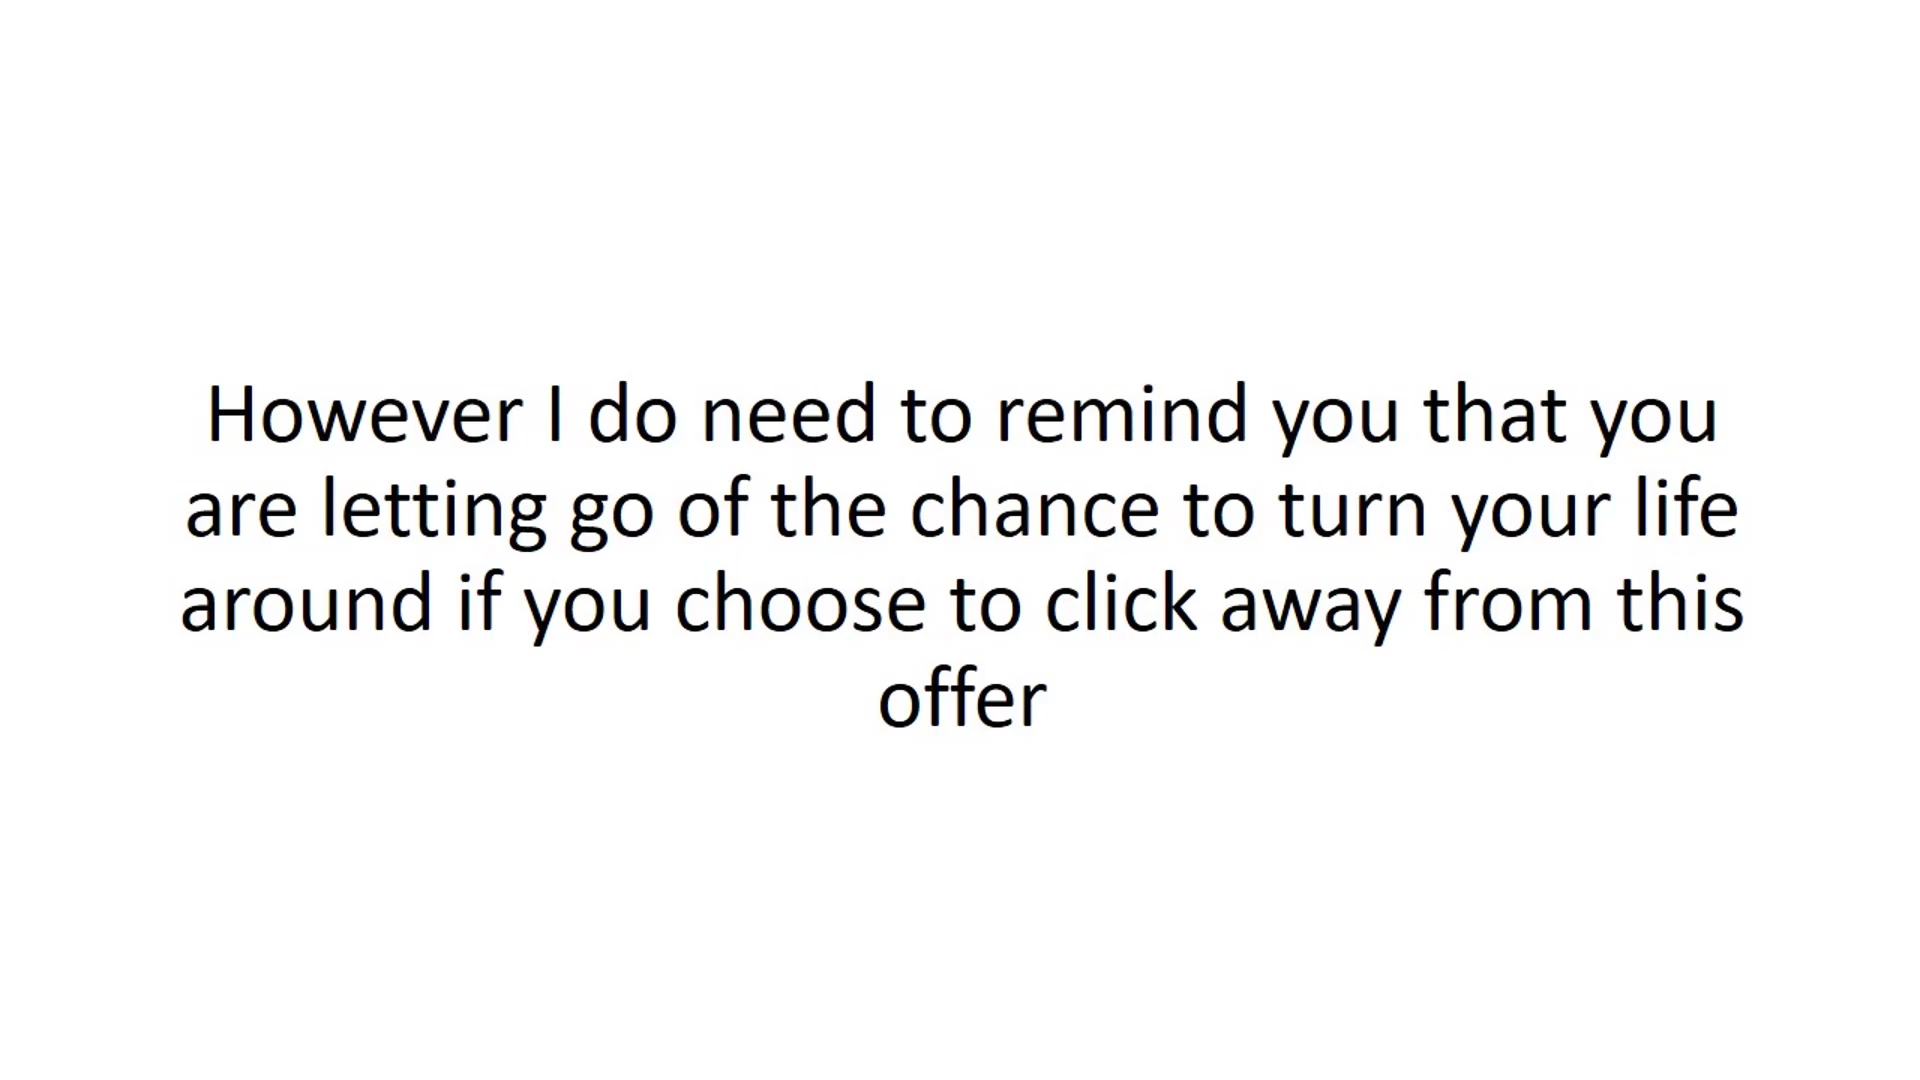 However I do need to remind you that you
are letting go of the chance to turn your life
around if you choose to click away from this
offer